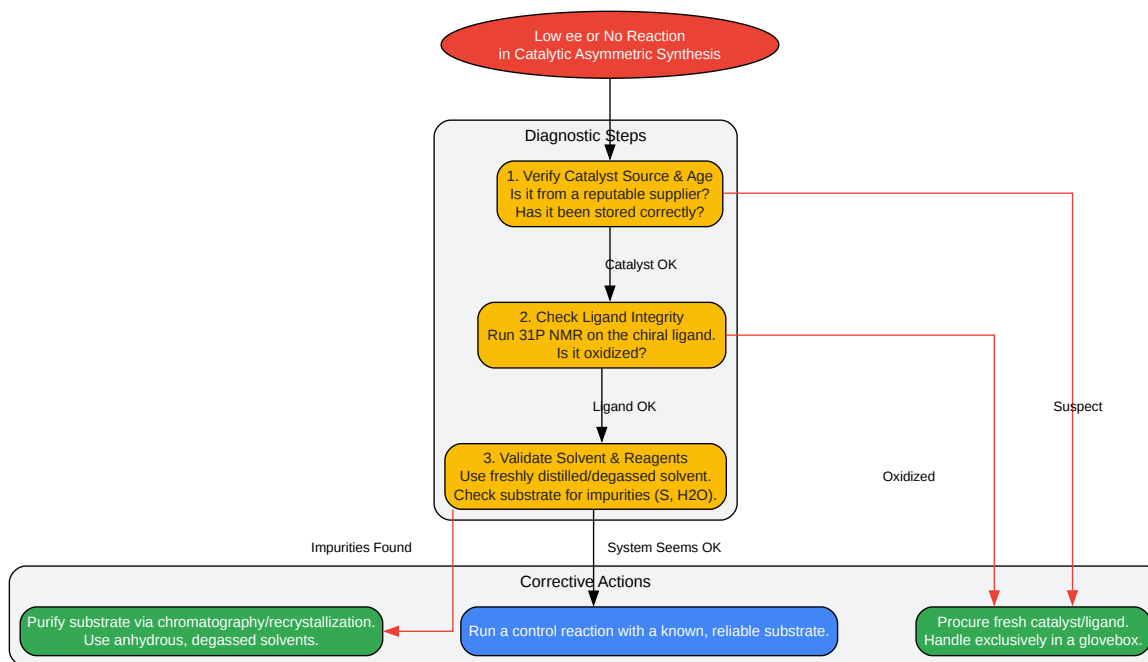 Low ee or No Reaction
in Catalytic Asymmetric Synthesis
Diagnostic Steps
1. Verify Catalyst Source & Age
Is it from a reputable supplier?
Has it been stored correctly?
Catalyst OK
2. Check Ligand Integrity
Run 31P NMR on the chiral ligand.
Is it oxidized?
Ligand OK
Suspect
3. Validate Solvent & Reagents
Use freshly distilled/degassed solvent.
Check substrate for impurities (S, H2O).
Oxidized
Impurities Found
System Seems OK
Corrective Actions
Purify substrate via chromatography/recrystallization.
Use anhydrous, degassed solvents.
Run a control reaction with a known, reliable substrate.
Procure fresh catalyst/ligand.
Handle exclusively in a glovebox.